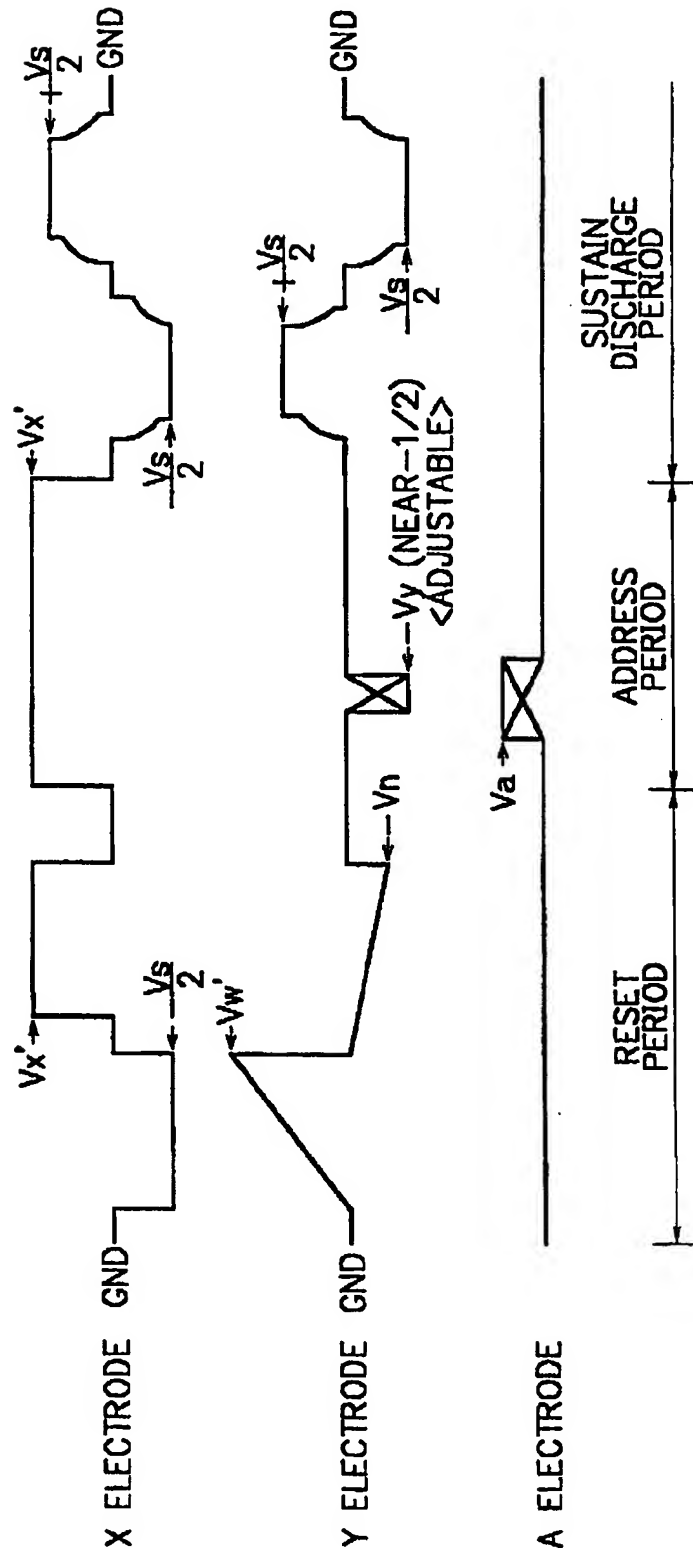 X ELECTRODE GND
Vx'
Vs
2
Vx'
Vs
2
+Vs
2
GND
Y ELECTRODE GND
Vw'
Vn
Vy (NEAR-1/2)
<ADJUSTABLE>
+Vs
2
Vs
2
GND
A ELECTRODE
Va
RESET
PERIOD
ADDRESS
PERIOD
SUSTAIN
DISCHARGE
PERIOD